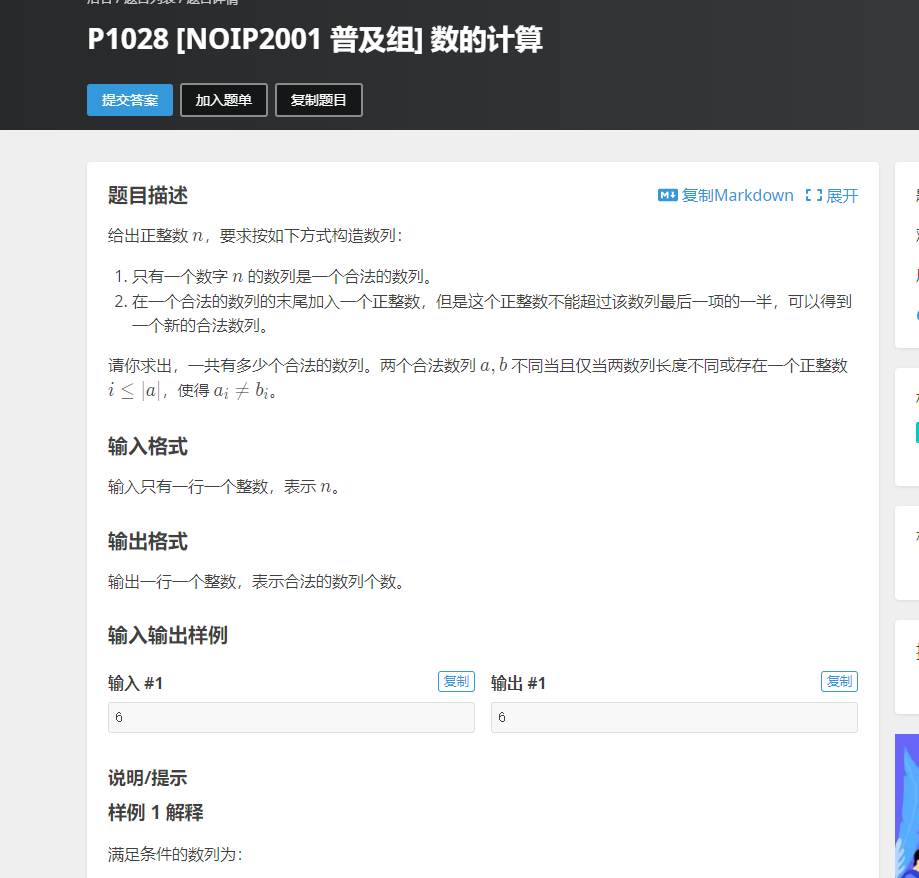 P1028 [NOIP2001 普及组] 数的计算
提交答案 加入题单 复制题目
题目描述
复制Markdown 展开
给出正整数 n，要求按如下方式构造数列：
1. 只有一个数字 n 的数列是一个合法的数列。
2. 在一个合法的数列的末尾加入一个正整数，但是这个正整数不能超过该数列最后一项的一半，可以得到
一个新的合法数列。
请你求出，一共有多少个合法的数列。两个合法数列 a, b 不同当且仅当两数列长度不同或存在一个正整数
i ≤ |a|，使得 aᵢ ≠ bᵢ。
输入格式
输入只有一行一个整数，表示 n。
输出格式
输出一行一个整数，表示合法的数列个数。
输入输出样例
输入 #1 复制 输出 #1 复制
6 6
说明/提示
样例 1 解释
满足条件的数列为：